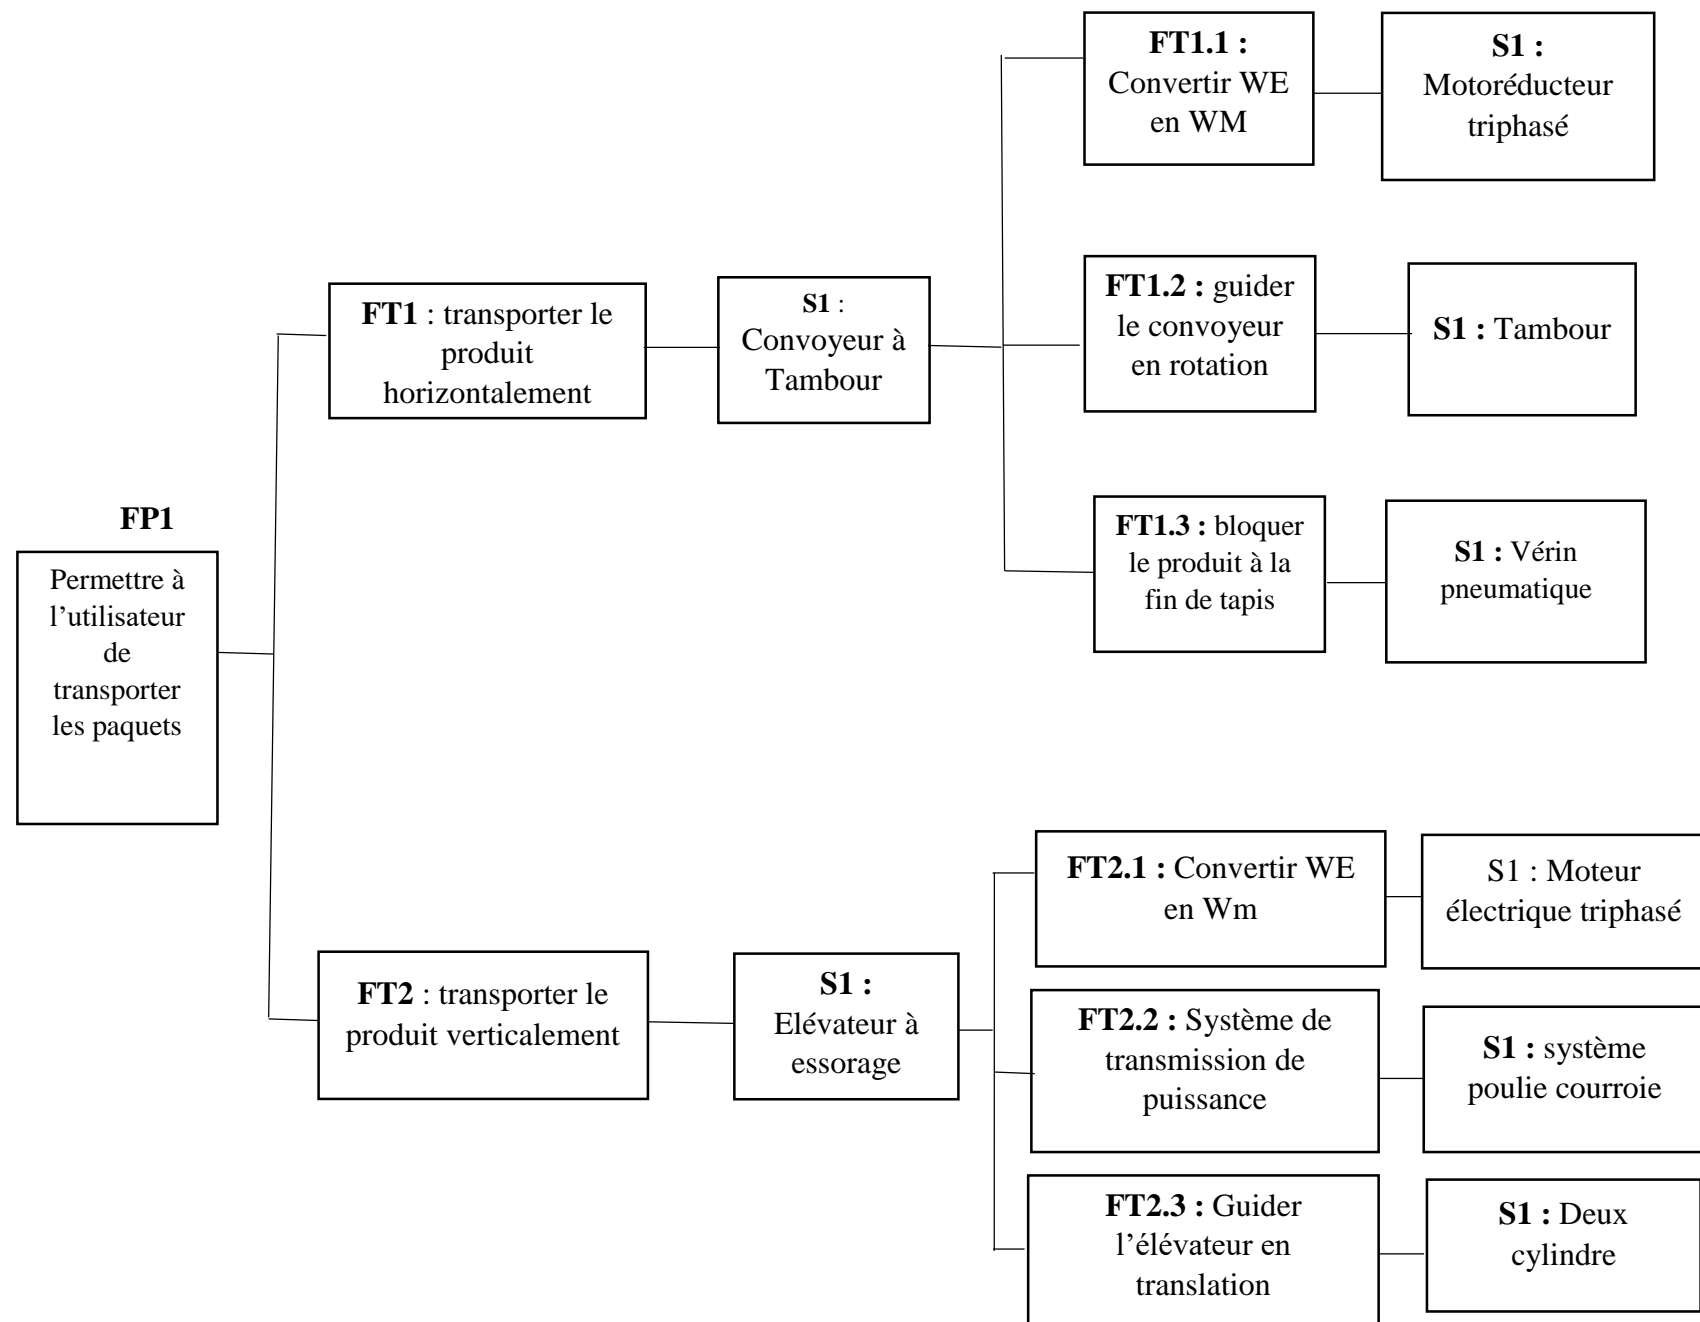 FP1
Permettre à
l’utilisateur
de
transporter
les paquets
FT1 : transporter le
produit
horizontalement
S1 :
Convoyeur à
Tambour
FT1.1 :
Convertir WE
en WM
S1 :
Motoréducteur
triphasé
FT1.2 : guider
le convoyeur
en rotation
S1 : Tambour
FT1.3 : bloquer
le produit à la
fin de tapis
S1 : Vérin
pneumatique
FT2 : transporter le
produit verticalement
S1 :
Elévateur à
essorage
FT2.1 : Convertir WE
en Wm
S1 : Moteur
électrique triphasé
FT2.2 : Système de
transmission de
puissance
S1 : système
poulie courroie
FT2.3 : Guider
l’élévateur en
translation
S1 : Deux
cylindre